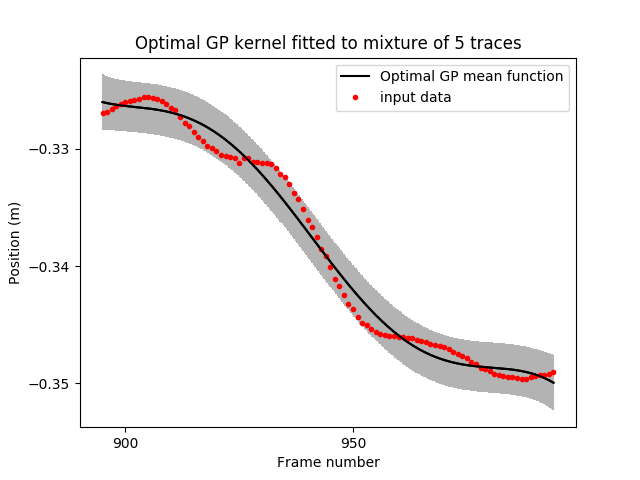 Optimal GP kernel fitted to mixture of 5 traces
Optimal GP mean function
input data
Position (m)
−0.33
−0.34
−0.35
900
950
Frame number